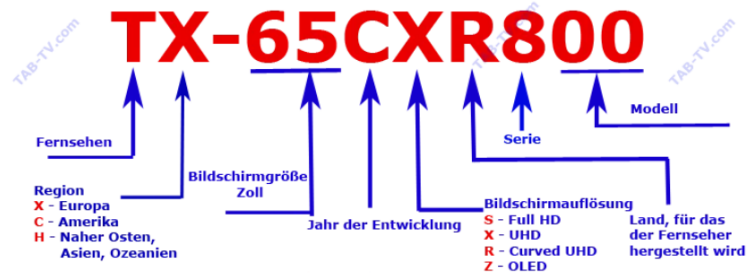 TAB-TV.com
TAB-TV.com
TAB-TV.com
TX-65CXR800
Fernsehen
Modell
Serie
Region
X - Europa
C - Amerika
H - Naher Osten,
Asien, Ozeanien
Bildschirmgröße
Zoll
Jahr der Entwicklung
Bildschirmauflösung
S - Full HD
X - UHD
R - Curved UHD
Z - OLED
Land, für das
der Fernseher
hergestellt wird